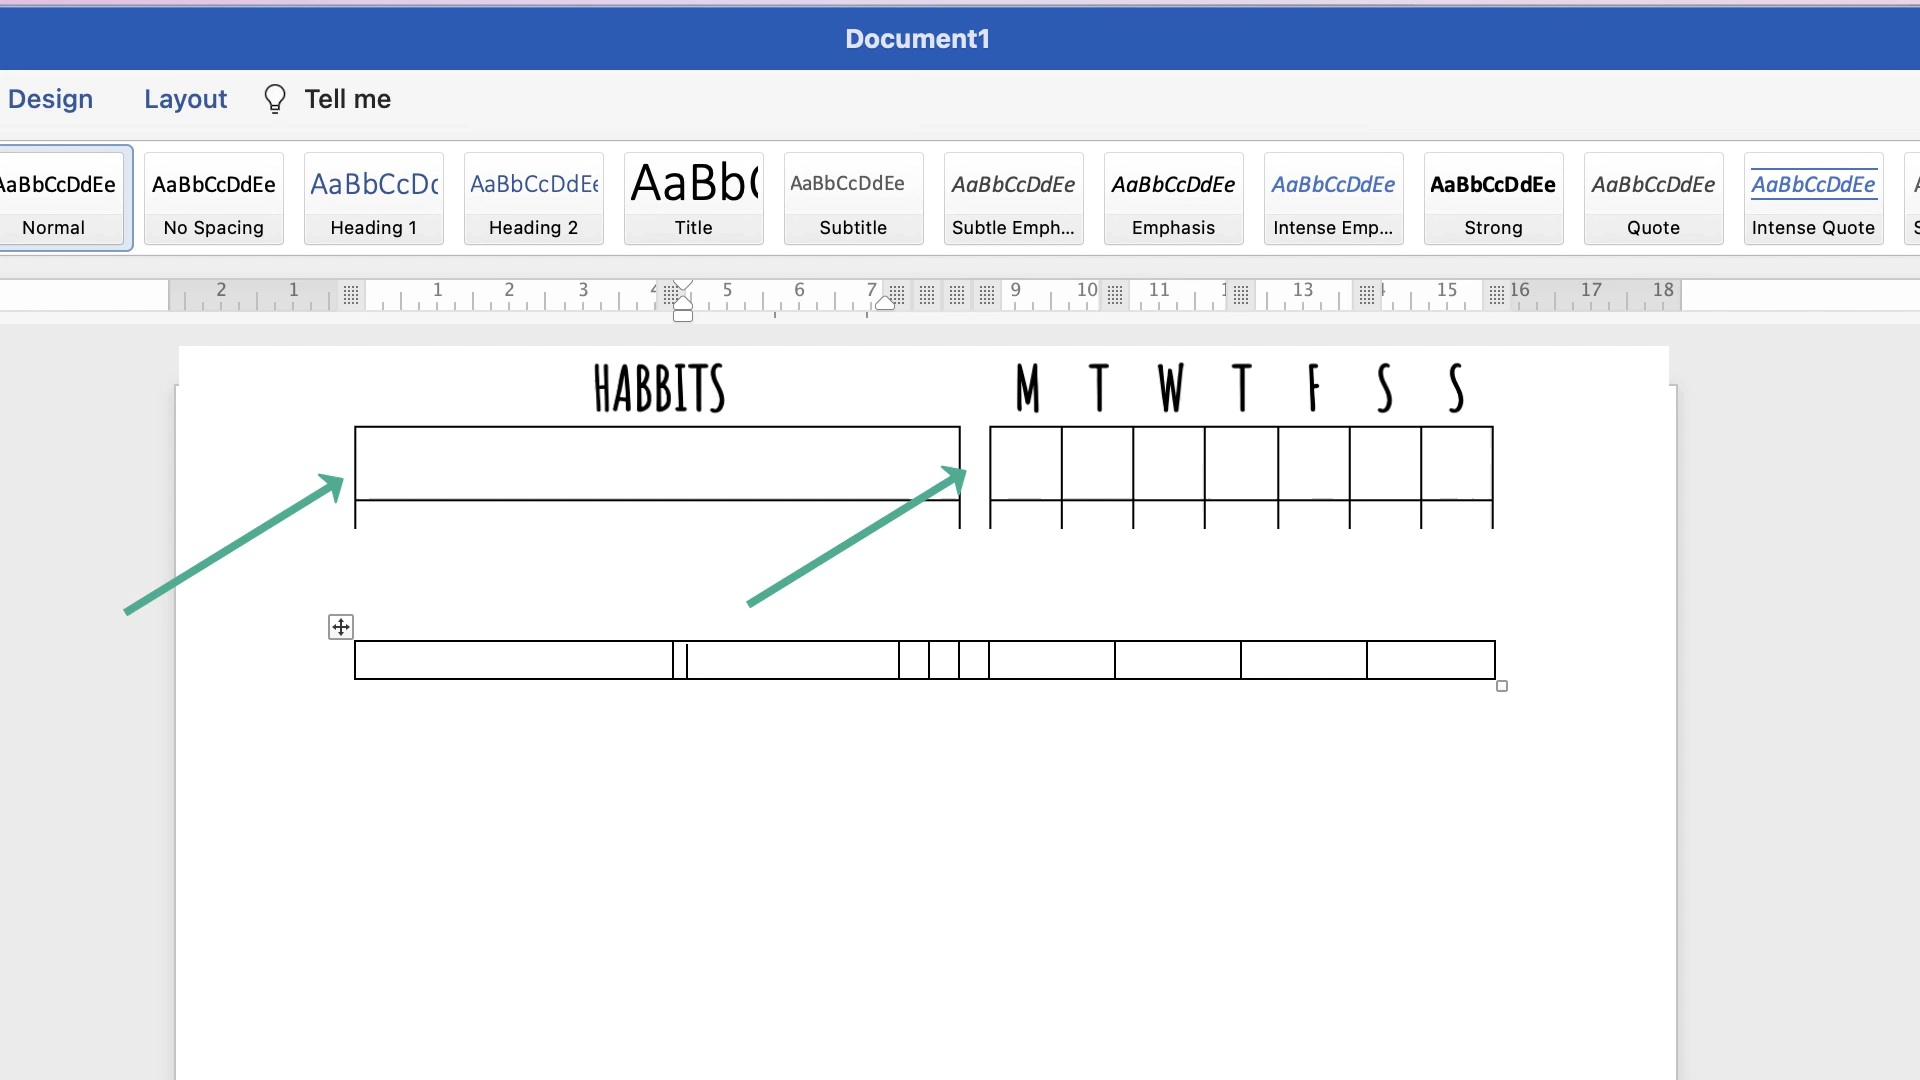 Document1
Design Layout Tell me
AaBbCcDdEe AaBbCcDdEe AaBbCcDc AaBbCcDdEe AaBb( AaBbCcDdEe AaBbCcDdEe AaBbCcDdEe AaBbCcDdEe AaBbCcDdEe AaBbCcDdEe AaBbCcDdEe
Normal No Spacing Heading 1 Heading 2 Title Subtitle Subtle Emph... Emphasis Intense Emp... Strong Quote Intense Quote
2 1 1 2 3 4 5 6 7 9 10 11 13 15 16 17 18
HABBITS M T W T F S S